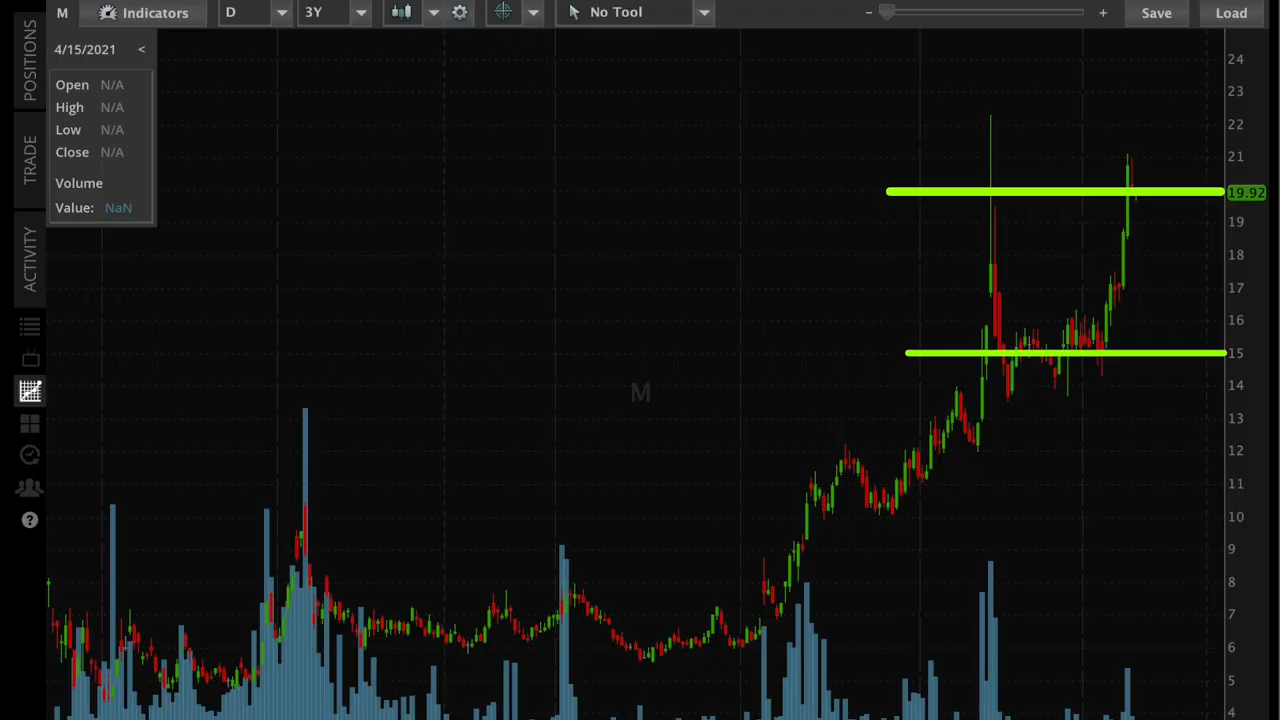 M Indicators D 3Y No Tool − + Save Load
POSITIONS
TRADE
ACTIVITY
4/15/2021 <
Open N/A
High N/A
Low N/A
Close N/A
Volume
Value: NaN
M
24
23
22
21
19.92
19
18
17
16
15
14
13
12
11
10
9
8
7
6
5
4